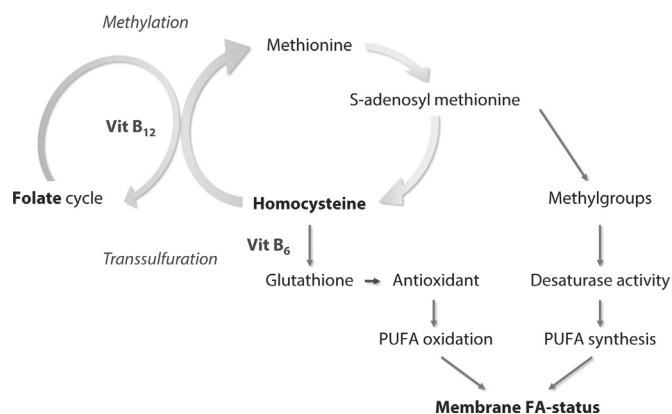 Methylation
Methionine
S-adenosyl methionine
Vit B₁₂
Folate cycle
Homocysteine
Methylgroups
Vit B₆
Transsulfuration
Glutathione
Antioxidant
Desaturase activity
PUFA oxidation
PUFA synthesis
Membrane FA-status